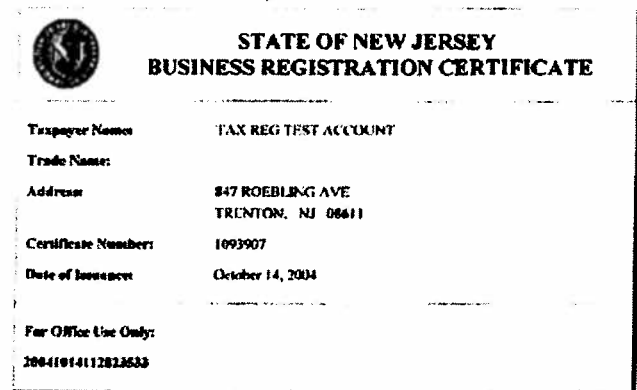 STATE OF NEW JERSEY
BUSINESS REGISTRATION CERTIFICATE
Taxpayer Name: TAX REG TEST ACCOUNT
Trade Name:
Address: 847 ROEBLING AVE
TRENTON, NJ 08611
Certificate Number: 1093907
Date of Issuance: October 14, 2004
For Office Use Only:
20041014112823533